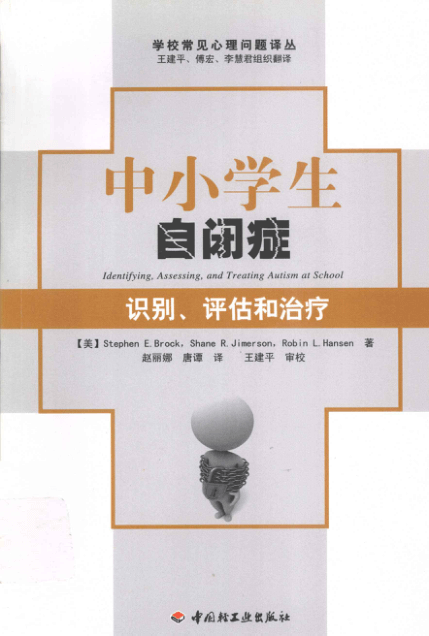 学校常见心理问题译丛
王建平、傅宏、李慧君组织翻译
中小学生
自闭症
Identifying, Assessing, and Treating Autism at School
识别、评估和治疗
【美】Stephen E.Brock, Shane R.Jimerson, Robin L.Hansen 著
赵丽娜 唐谭 译 王建平 审校
中国轻工业出版社